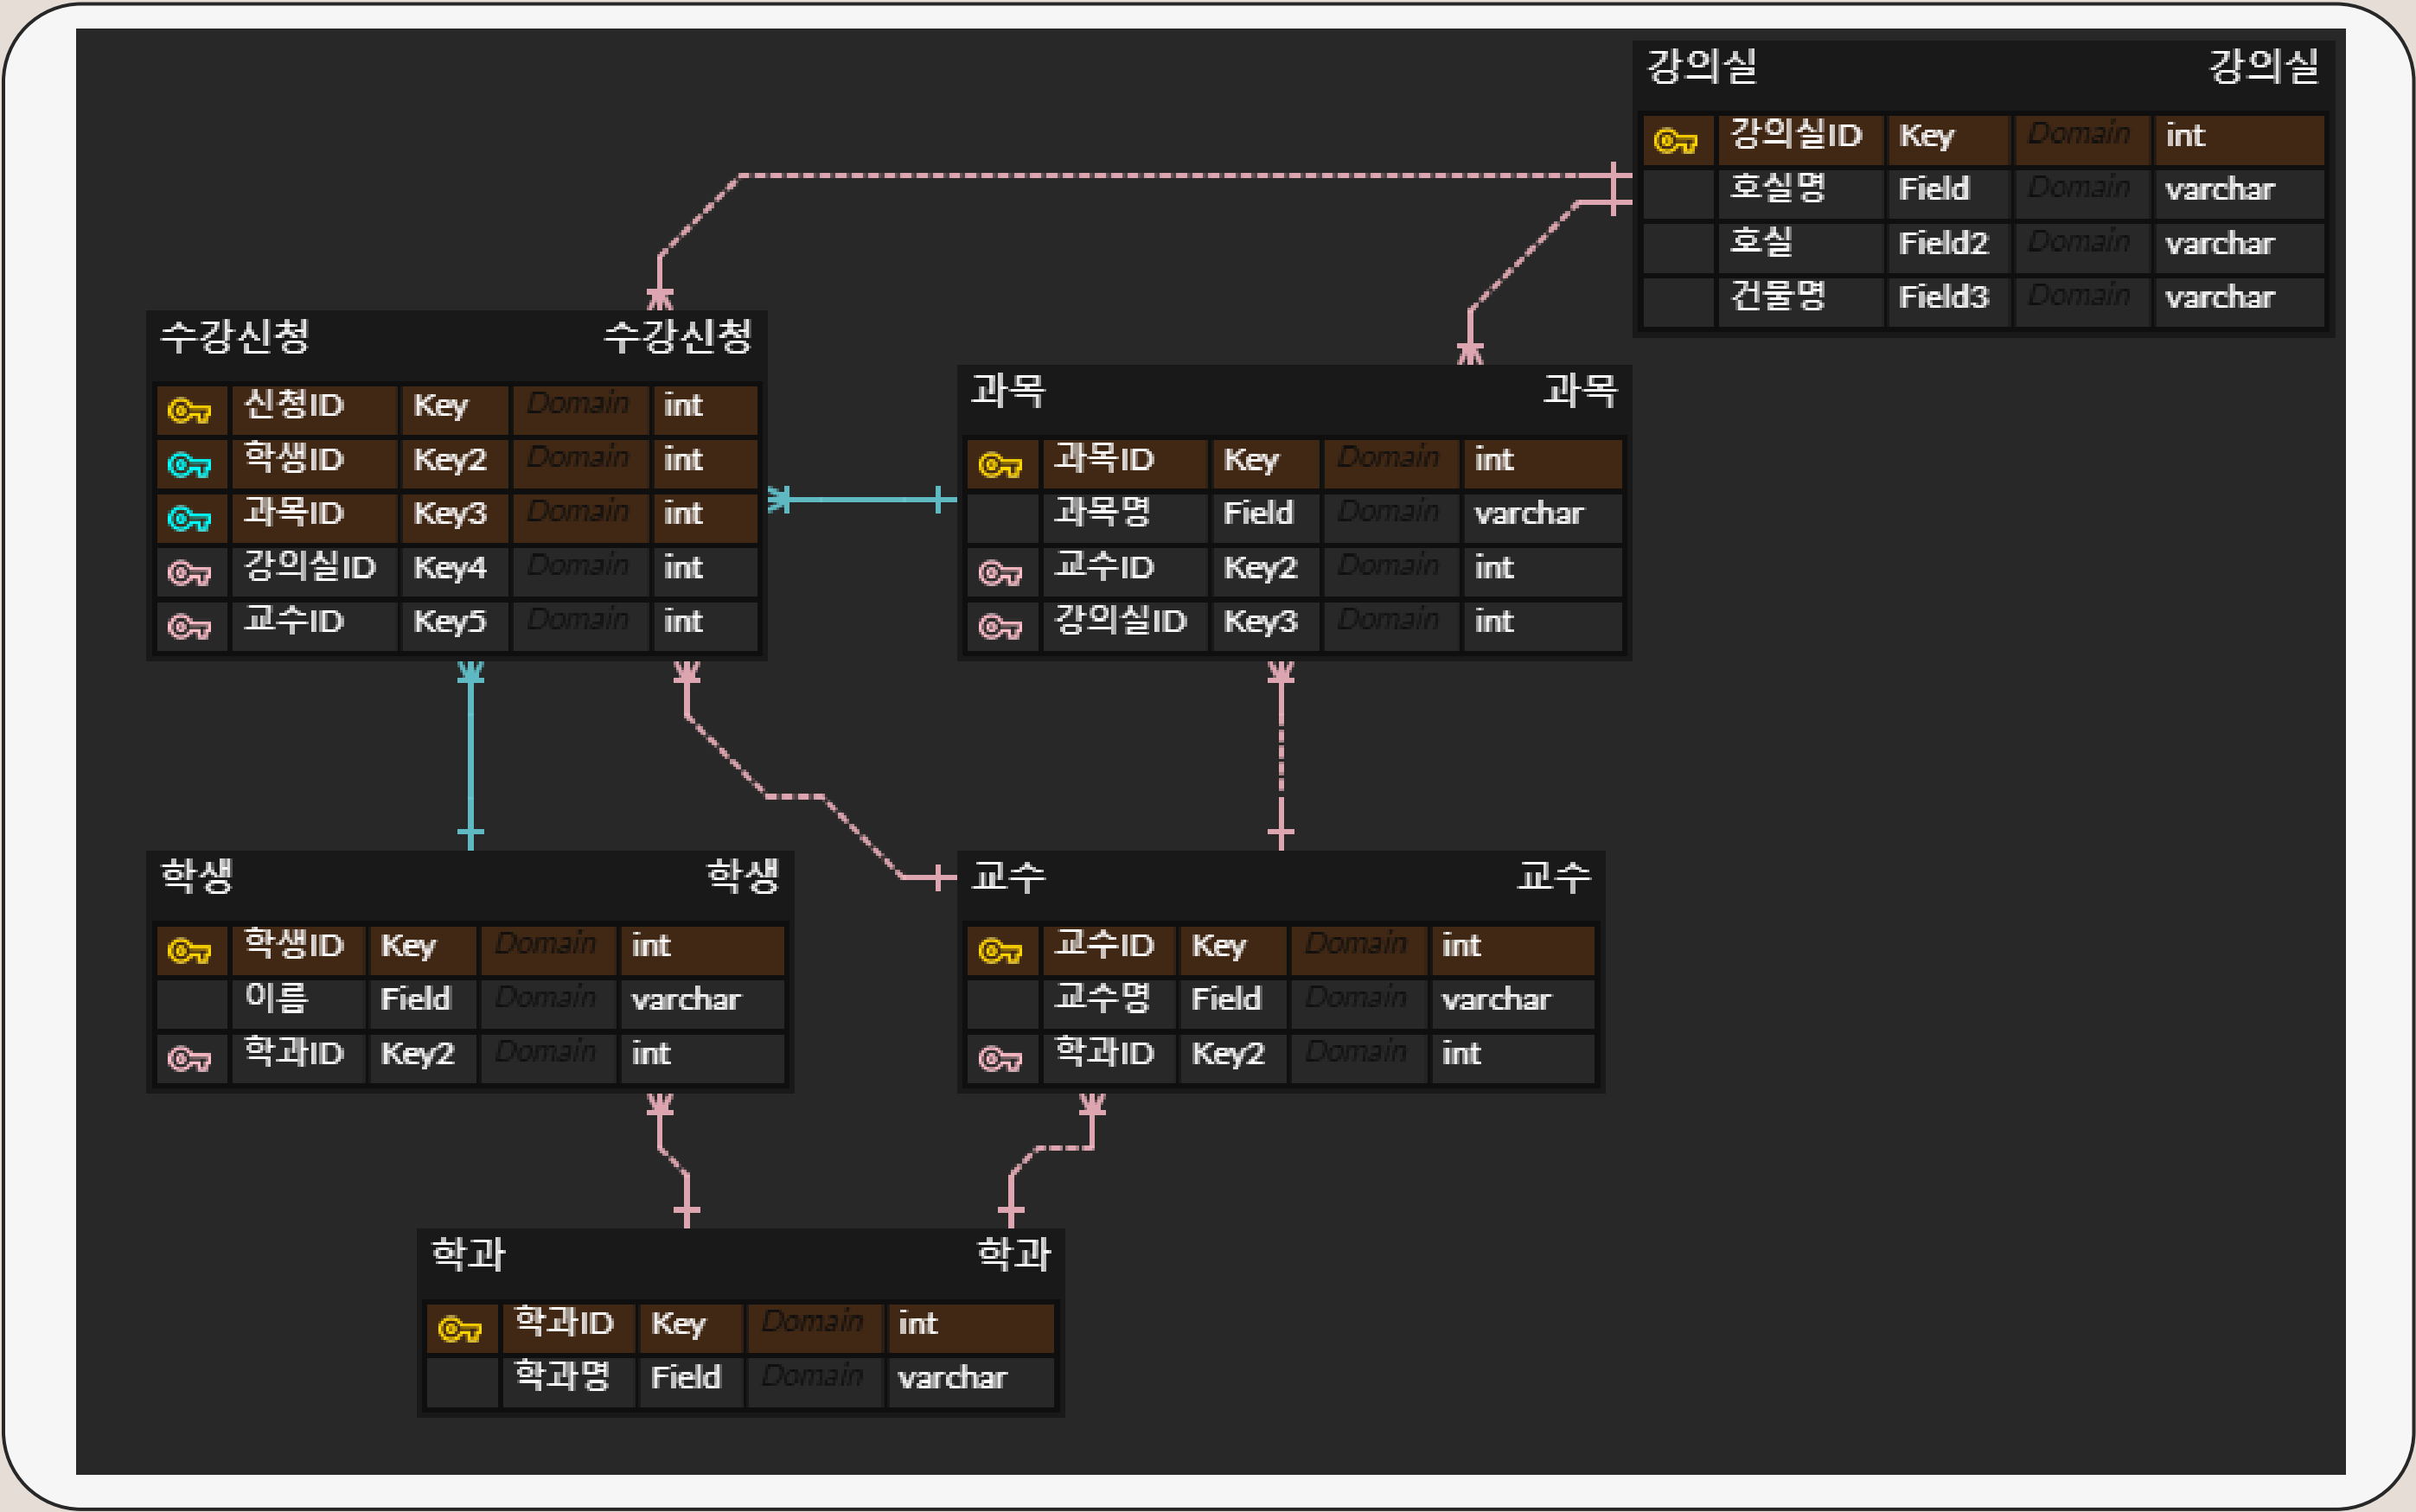 강의실 강의실
강의실ID Key Domain int
호실명 Field Domain varchar
호실 Field2 Domain varchar
건물명 Field3 Domain varchar
수강신청 수강신청
신청ID Key Domain int
학생ID Key2 Domain int
과목ID Key3 Domain int
강의실ID Key4 Domain int
교수ID Key5 Domain int
과목 과목
과목ID Key Domain int
과목명 Field Domain varchar
교수ID Key2 Domain int
강의실ID Key3 Domain int
학생 학생
학생ID Key Domain int
이름 Field Domain varchar
학과ID Key2 Domain int
교수 교수
교수ID Key Domain int
교수명 Field Domain varchar
학과ID Key2 Domain int
학과 학과
학과ID Key Domain int
학과명 Field Domain varchar